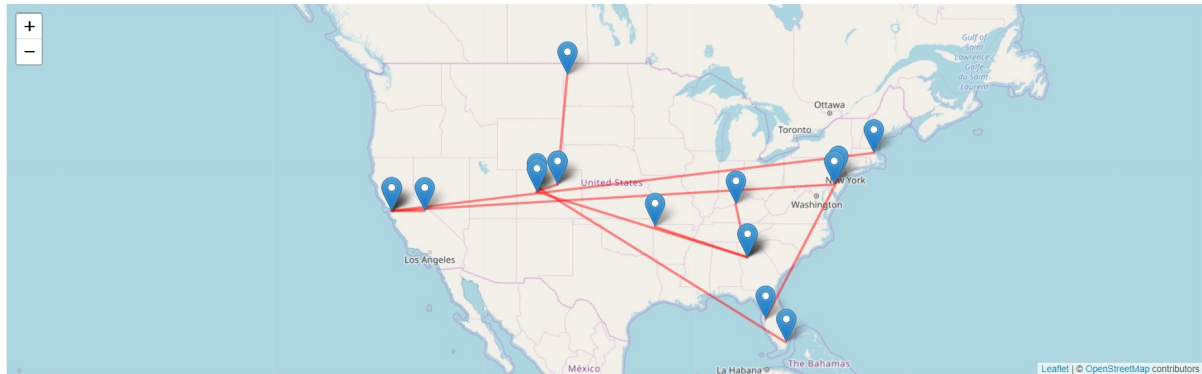 +
−
Gulf of
Saint
Lawrence /
Golfe
du Saint-
Laurent
Ottawa
Toronto
United States
New York
Washington
Los Angeles
México
La Habana
The Bahamas
Leaflet | © OpenStreetMap contributors